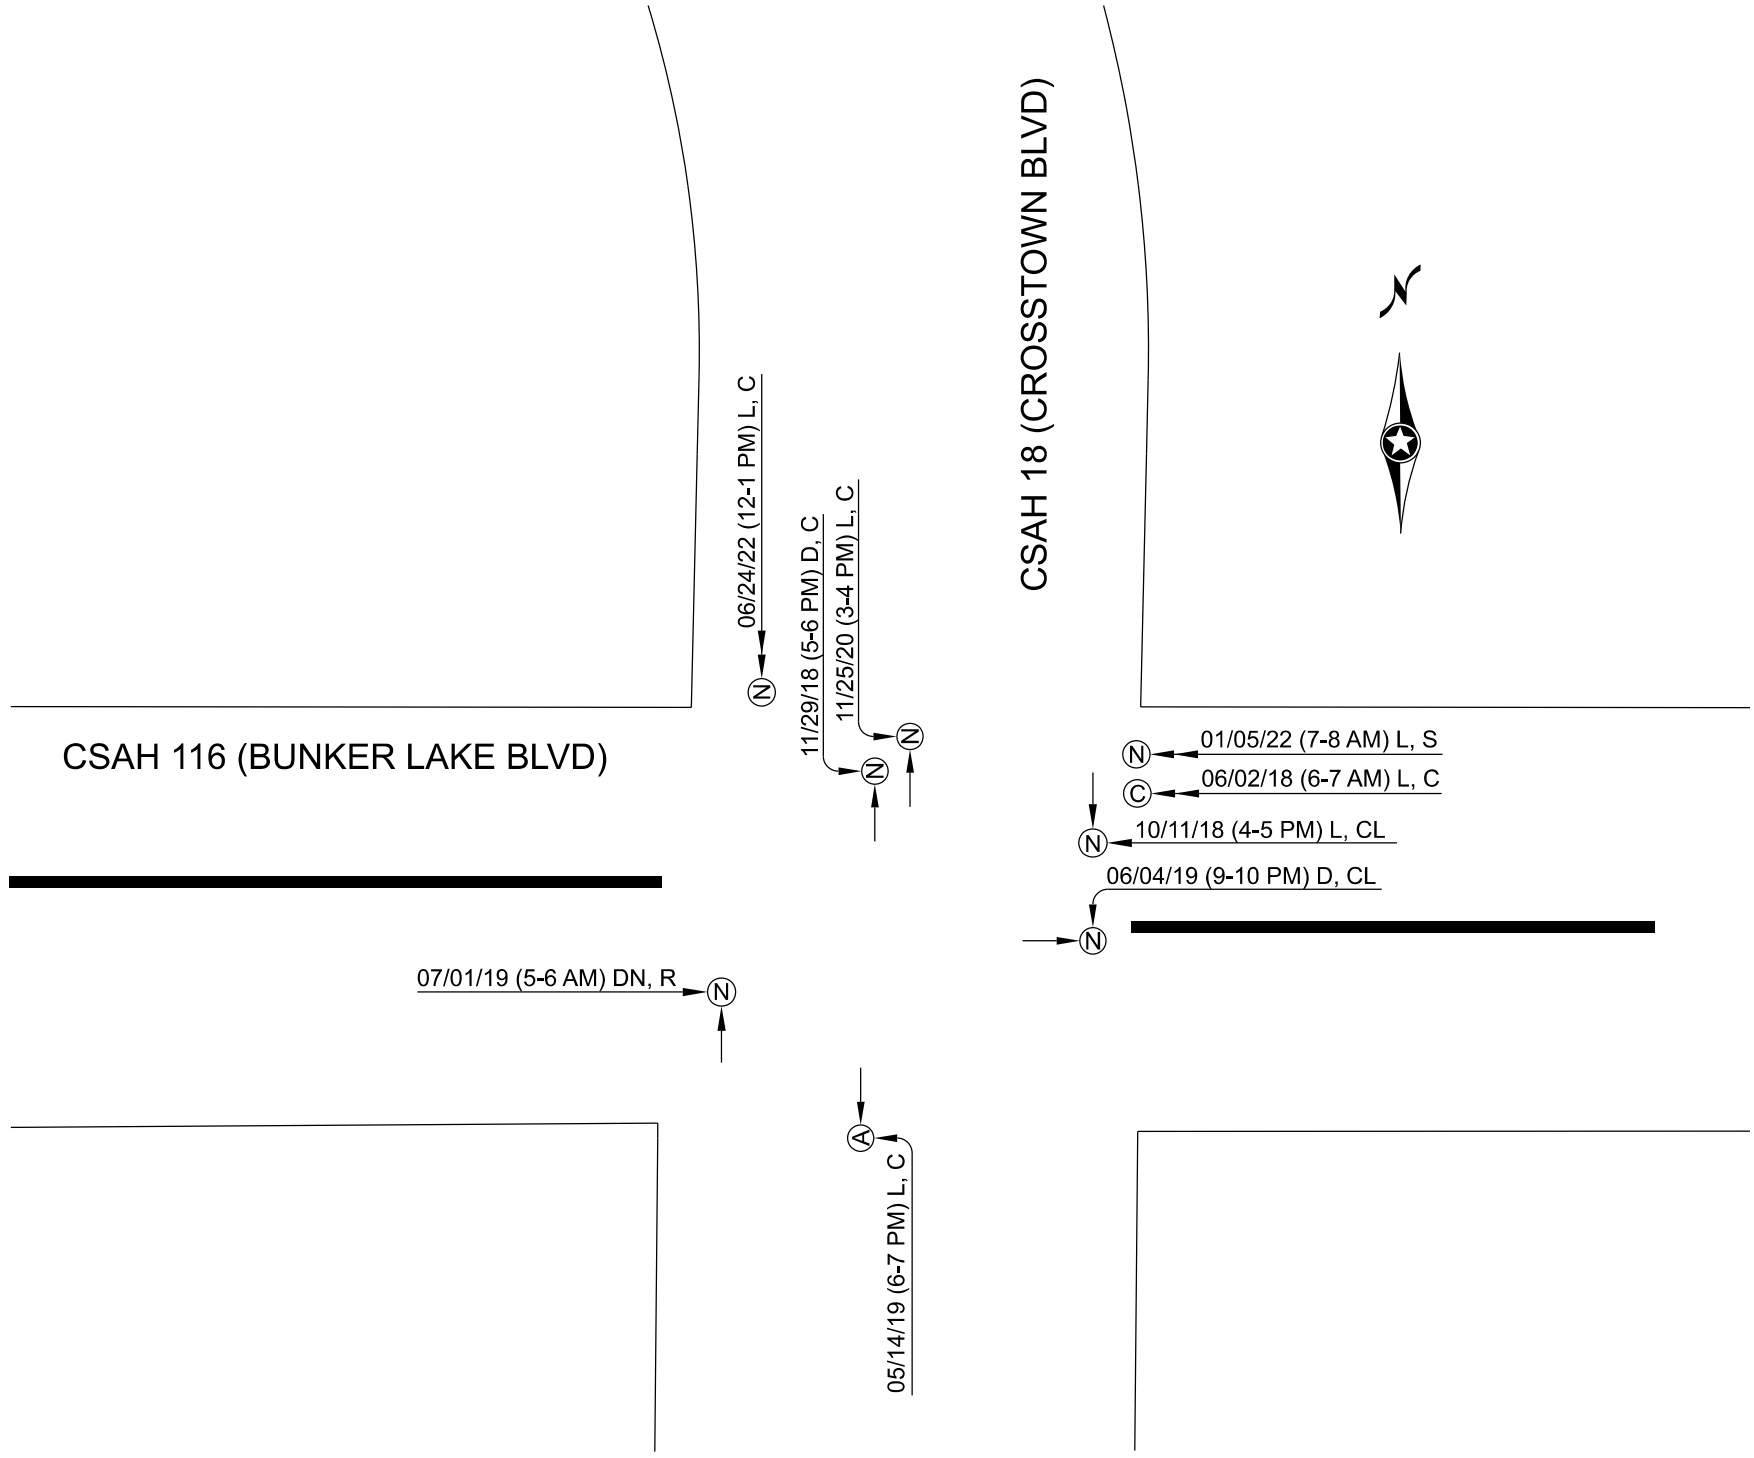 CSAH 18 (CROSSTOWN BLVD)
N
06/24/22 (12-1 PM) L, C
N
11/29/18 (5-6 PM) D, C
N
11/25/20 (3-4 PM) L, C
N
CSAH 116 (BUNKER LAKE BLVD)
N 01/05/22 (7-8 AM) L, S
C 06/02/18 (6-7 AM) L, C
N 10/11/18 (4-5 PM) L, CL
06/04/19 (9-10 PM) D, CL
N
07/01/19 (5-6 AM) DN, R N
A
05/14/19 (6-7 PM) L, C